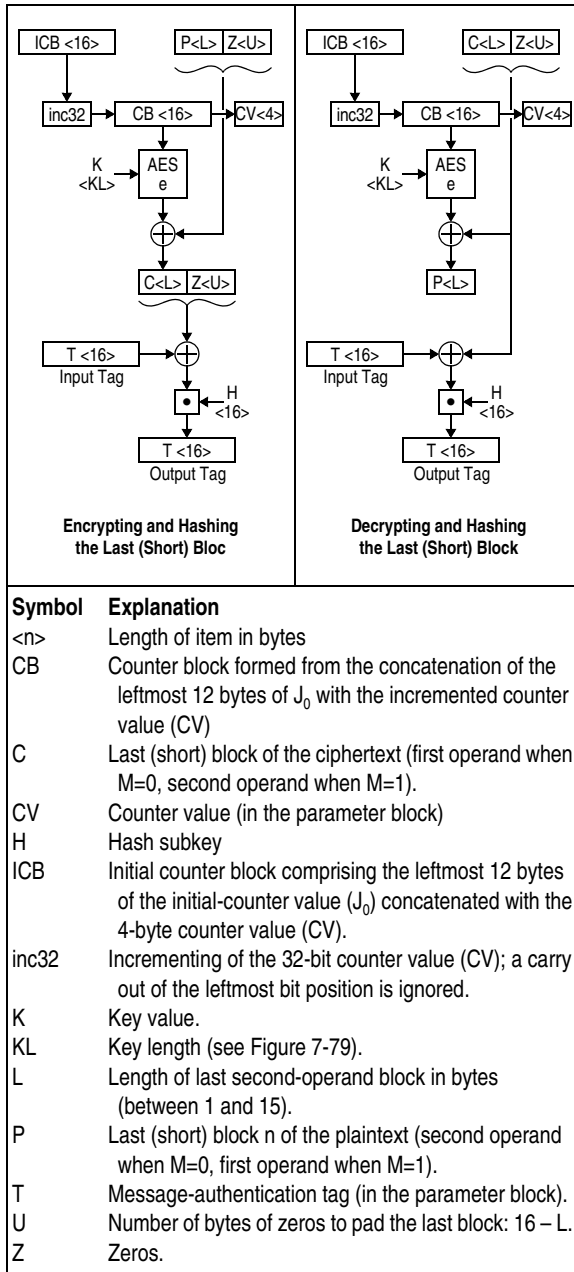 ICB <16>
P<L> Z<U>
inc32
CB <16>
CV<4>
K
<KL>
AES
e
C<L> Z<U>
T <16>
Input Tag
H
<16>
T <16>
Output Tag
Encrypting and Hashing
the Last (Short) Bloc
ICB <16>
C<L> Z<U>
inc32
CB <16>
CV<4>
K
<KL>
AES
e
P<L>
T <16>
Input Tag
H
<16>
T <16>
Output Tag
Decrypting and Hashing
the Last (Short) Block
Symbol Explanation
<n> Length of item in bytes
CB Counter block formed from the concatenation of the
leftmost 12 bytes of J0 with the incremented counter
value (CV)
C Last (short) block of the ciphertext (first operand when
M=0, second operand when M=1).
CV Counter value (in the parameter block)
H Hash subkey
ICB Initial counter block comprising the leftmost 12 bytes
of the initial-counter value (J0) concatenated with the
4-byte counter value (CV).
inc32 Incrementing of the 32-bit counter value (CV); a carry
out of the leftmost bit position is ignored.
K Key value.
KL Key length (see Figure 7-79).
L Length of last second-operand block in bytes
(between 1 and 15).
P Last (short) block n of the plaintext (second operand
when M=0, first operand when M=1).
T Message-authentication tag (in the parameter block).
U Number of bytes of zeros to pad the last block: 16 – L.
Z Zeros.